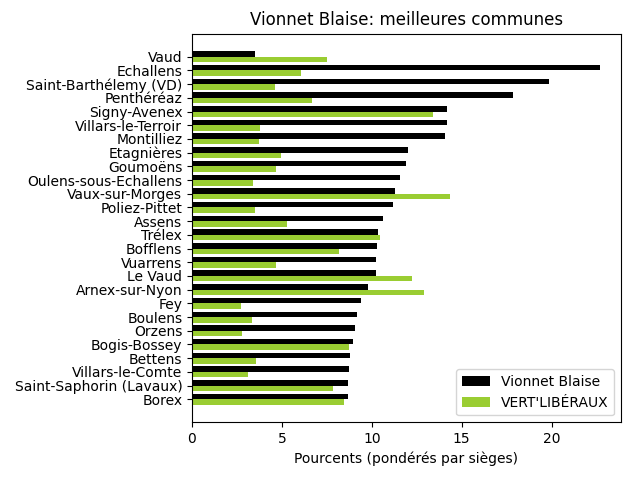 Vionnet Blaise: meilleures communes
Vaud
Echallens
Saint-Barthélemy (VD)
Penthéréaz
Signy-Avenex
Villars-le-Terroir
Montilliez
Etagnières
Goumoëns
Oulens-sous-Echallens
Vaux-sur-Morges
Poliez-Pittet
Assens
Trélex
Bofflens
Vuarrens
Le Vaud
Arnex-sur-Nyon
Fey
Boulens
Orzens
Bogis-Bossey
Bettens
Villars-le-Comte
Saint-Saphorin (Lavaux)
Borex
Vionnet Blaise
VERT'LIBÉRAUX
0 5 10 15 20
Pourcents (pondérés par sièges)